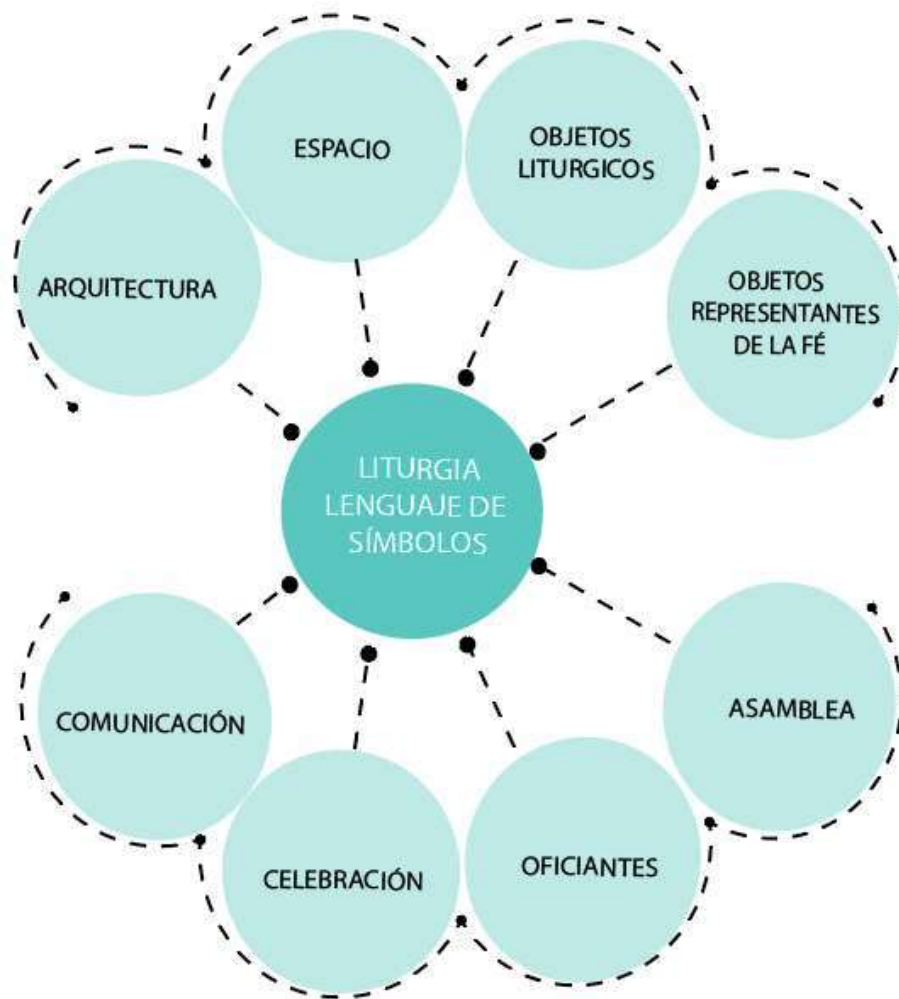 ESPACIO
OBJETOS
LITURGICOS
ARQUITECTURA
OBJETOS
REPRESENTANTES
DE LA FÉ
LITURGIA
LENGUAJE DE
SÍMBOLOS
COMUNICACIÓN
ASAMBLEA
CELEBRACIÓN
OFICIANTES